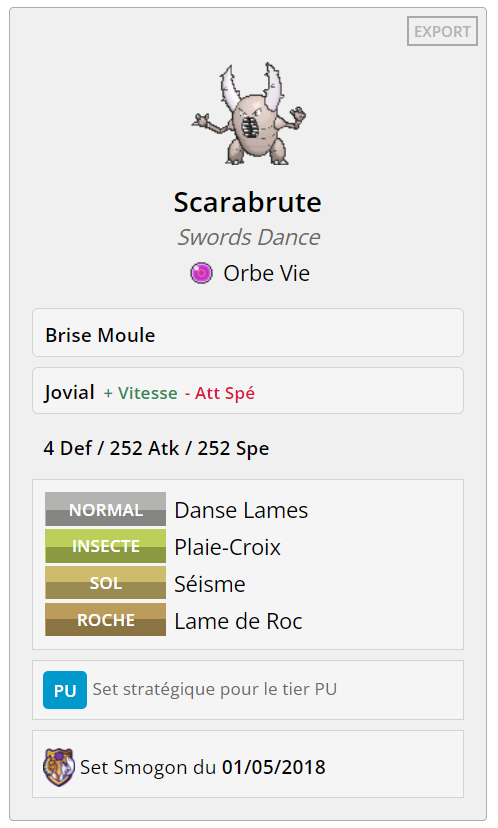 EXPORT
Scarabrute
Swords Dance
Orbe Vie
Brise Moule
Jovial + Vitesse - Att Spé
4 Def / 252 Atk / 252 Spe
NORMAL Danse Lames
INSECTE Plaie-Croix
SOL Séisme
ROCHE Lame de Roc
PU Set stratégique pour le tier PU
Set Smogon du 01/05/2018